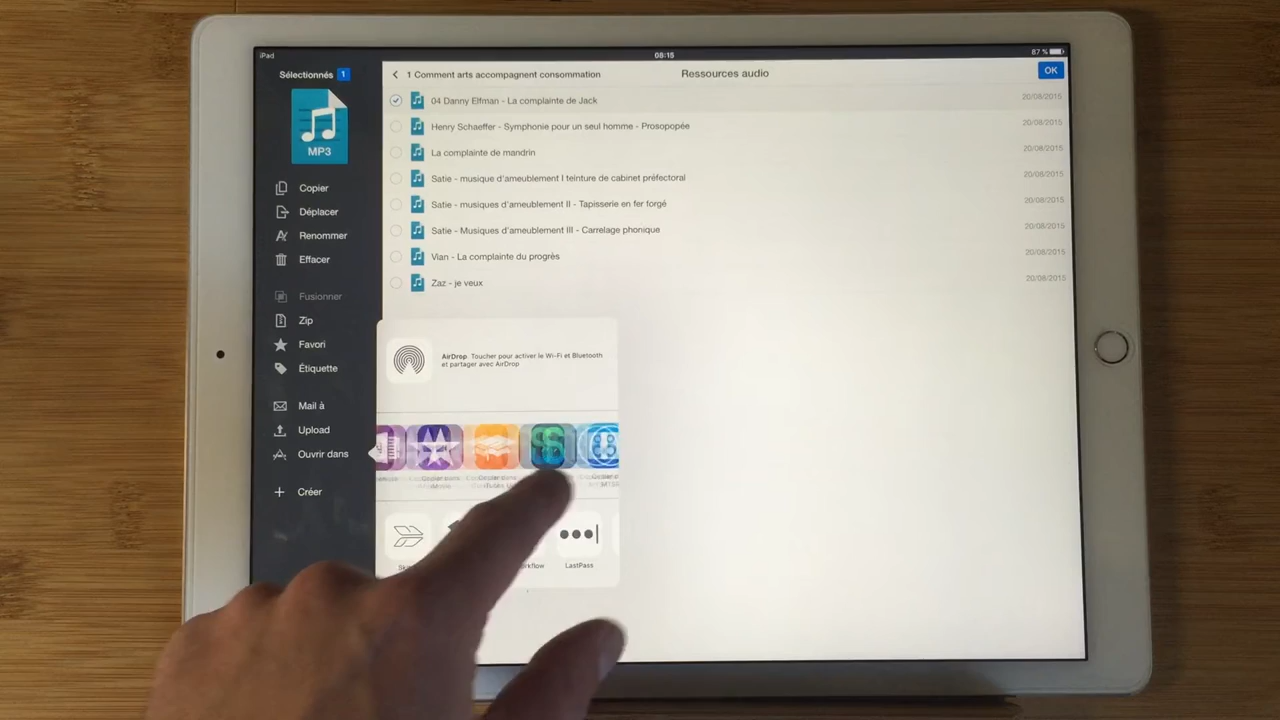 iPad
08:15
87 %
Sélectionnés 1
1 Comment arts accompagnent consommation
Ressources audio
OK
MP3
04 Danny Elfman - La complainte de Jack 20/08/2015
Henry Schaeffer - Symphonie pour un seul homme - Prosopopée 20/08/2015
La complainte de mandrin 20/08/2015
Satie - musique d'ameublement I teinture de cabinet préfectoral 20/08/2015
Satie - musiques d'ameublement II - Tapisserie en fer forgé 20/08/2015
Satie - Musiques d'ameublement III - Carrelage phonique 20/08/2015
Vian - La complainte du progrès 20/08/2015
Zaz - je veux 20/08/2015
Copier
Déplacer
Renommer
Effacer
Fusionner
Zip
Favori
Étiquette
Mail à
Upload
Ouvrir dans
Créer
AirDrop. Toucher pour activer le Wi-Fi et Bluetooth
et partager avec AirDrop
LastPass